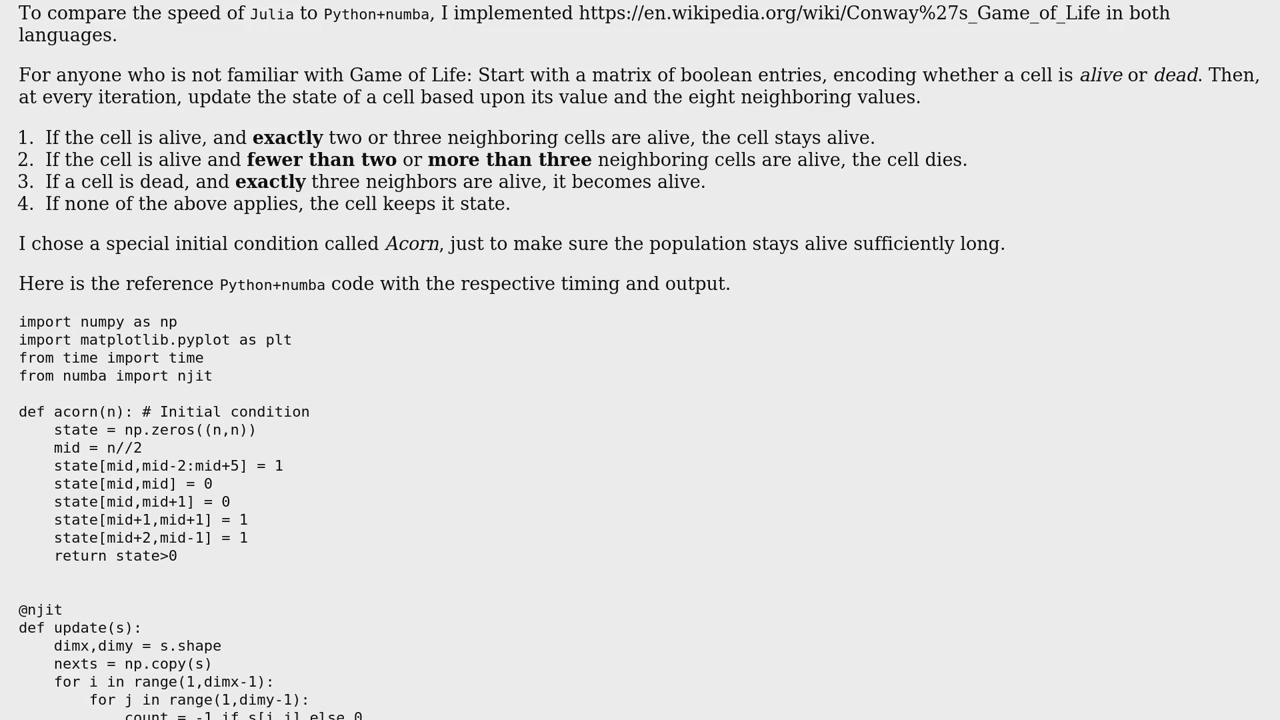 To compare the speed of Julia to Python+numba, I implemented https://en.wikipedia.org/wiki/Conway%27s_Game_of_Life in both
languages.
For anyone who is not familiar with Game of Life: Start with a matrix of boolean entries, encoding whether a cell is alive or dead. Then,
at every iteration, update the state of a cell based upon its value and the eight neighboring values.
1. If the cell is alive, and exactly two or three neighboring cells are alive, the cell stays alive.
2. If the cell is alive and fewer than two or more than three neighboring cells are alive, the cell dies.
3. If a cell is dead, and exactly three neighbors are alive, it becomes alive.
4. If none of the above applies, the cell keeps it state.
I chose a special initial condition called Acorn, just to make sure the population stays alive sufficiently long.
Here is the reference Python+numba code with the respective timing and output.
import numpy as np
import matplotlib.pyplot as plt
from time import time
from numba import njit
def acorn(n): # Initial condition
    state = np.zeros((n,n))
    mid = n//2
    state[mid,mid-2:mid+5] = 1
    state[mid,mid] = 0
    state[mid,mid+1] = 0
    state[mid+1,mid+1] = 1
    state[mid+2,mid-1] = 1
    return state>0
@njit
def update(s):
    dimx,dimy = s.shape
    nexts = np.copy(s)
    for i in range(1,dimx-1):
        for j in range(1,dimy-1):
            count = -1 if s[i,j] else 0